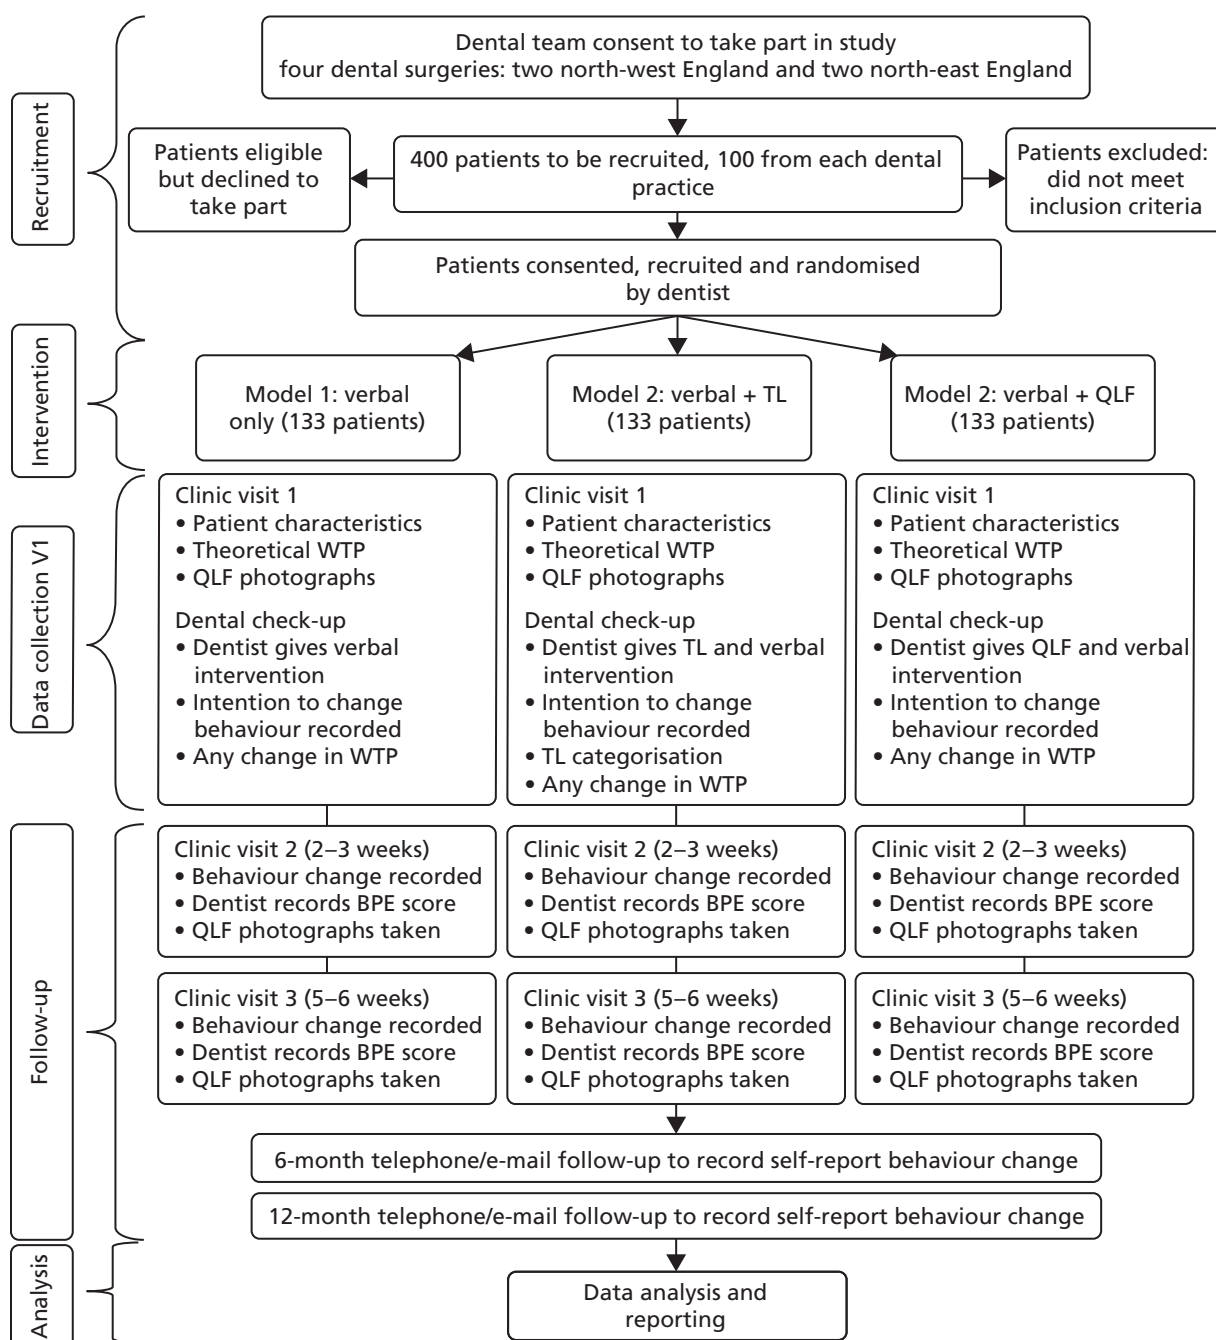 Recruitment
Dental team consent to take part in study
four dental surgeries: two north-west England and two north-east England
Patients eligible
but declined to
take part
400 patients to be recruited, 100 from each dental
practice
Patients excluded:
did not meet
inclusion criteria
Patients consented, recruited and randomised
by dentist
Intervention
Model 1: verbal
only (133 patients)
Model 2: verbal + TL
(133 patients)
Model 2: verbal + QLF
(133 patients)
Data collection V1
Clinic visit 1
• Patient characteristics
• Theoretical WTP
• QLF photographs
Dental check-up
• Dentist gives verbal
intervention
• Intention to change
behaviour recorded
• Any change in WTP
Clinic visit 1
• Patient characteristics
• Theoretical WTP
• QLF photographs
Dental check-up
• Dentist gives TL and verbal
intervention
• Intention to change
behaviour recorded
• TL categorisation
• Any change in WTP
Clinic visit 1
• Patient characteristics
• Theoretical WTP
• QLF photographs
Dental check-up
• Dentist gives QLF and verbal
intervention
• Intention to change
behaviour recorded
• Any change in WTP
Follow-up
Clinic visit 2 (2–3 weeks)
• Behaviour change recorded
• Dentist records BPE score
• QLF photographs taken
Clinic visit 2 (2–3 weeks)
• Behaviour change recorded
• Dentist records BPE score
• QLF photographs taken
Clinic visit 2 (2–3 weeks)
• Behaviour change recorded
• Dentist records BPE score
• QLF photographs taken
Clinic visit 3 (5–6 weeks)
• Behaviour change recorded
• Dentist records BPE score
• QLF photographs taken
Clinic visit 3 (5–6 weeks)
• Behaviour change recorded
• Dentist records BPE score
• QLF photographs taken
Clinic visit 3 (5–6 weeks)
• Behaviour change recorded
• Dentist records BPE score
• QLF photographs taken
6-month telephone/e-mail follow-up to record self-report behaviour change
12-month telephone/e-mail follow-up to record self-report behaviour change
Analysis
Data analysis and
reporting